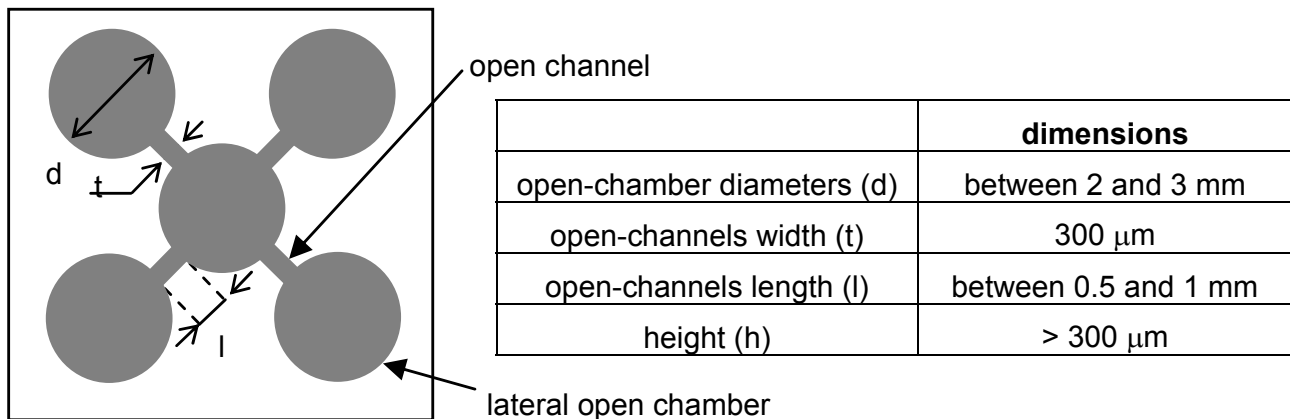 open channel
d
t
l
lateral open chamber
dimensions
open-chamber diameters (d) between 2 and 3 mm
open-channels width (t) 300 μm
open-channels length (l) between 0.5 and 1 mm
height (h) > 300 μm